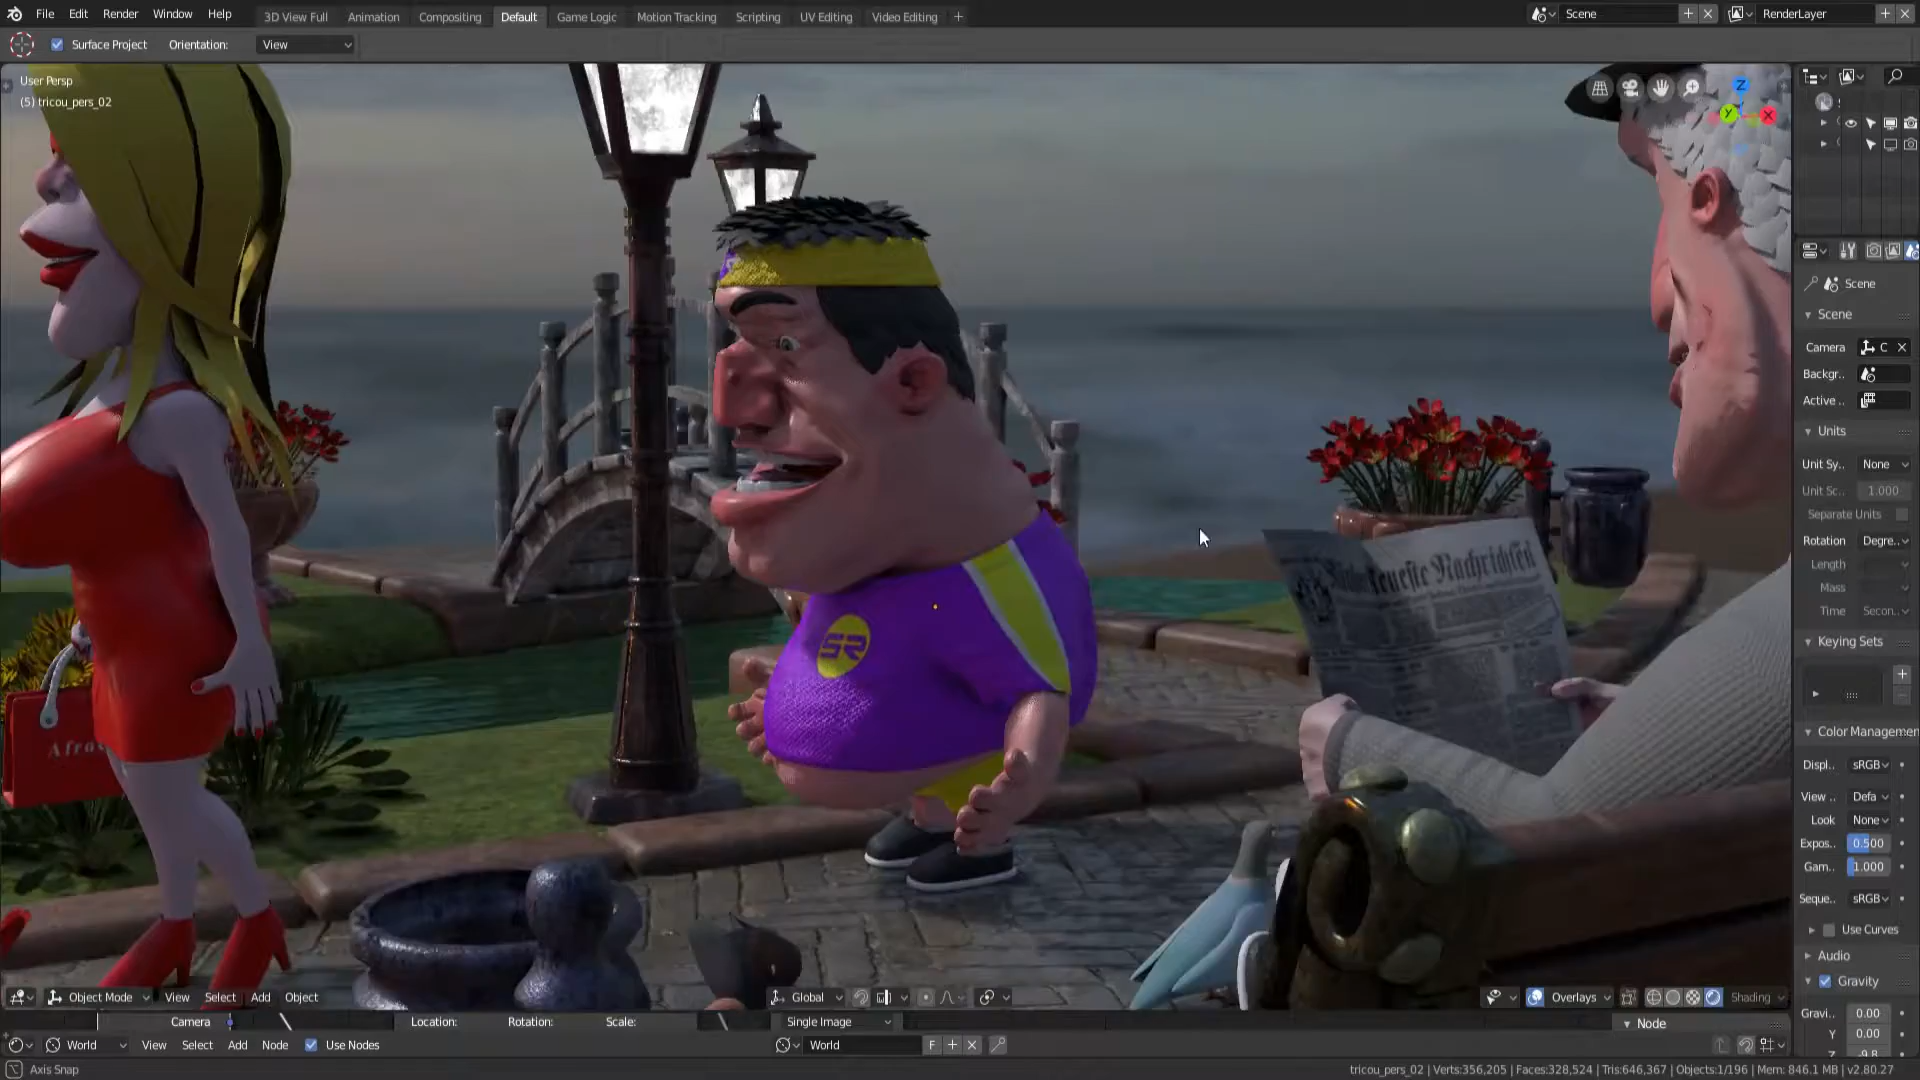 File Edit Render Window Help
3D View Full Animation Compositing Default Game Logic Motion Tracking Scripting UV Editing Video Editing +
Scene
RenderLayer
Surface Project Orientation: View
User Persp
(5) tricou_pers_02
Z
Y
X
Scene
Scene
Camera C
Backgr..
Active ..
Units
Unit Sy.. None
Unit Sc.. 1.000
Separate Units
Rotation Degre..
Length
Mass
Time Secon..
Keying Sets
Color Managemen
Displ.. sRGB
View .. Defa
Look None
Expos.. 0.500
Gam.. 1.000
Seque.. sRGB
Use Curves
Audio
Gravity
Gravi.. 0.00
Y 0.00
Z -9.8
SR
neueste Nachrichten
Afro
Object Mode View Select Add Object
Global
Overlays
Shading
Camera Location: Rotation: Scale: Single Image
Node
World View Select Add Node Use Nodes
World F
Axis Snap
tricou_pers_02 | Verts:356,205 | Faces:328,524 | Tris:646,367 | Objects:1/196 | Mem: 846.1 MB | v2.80.27